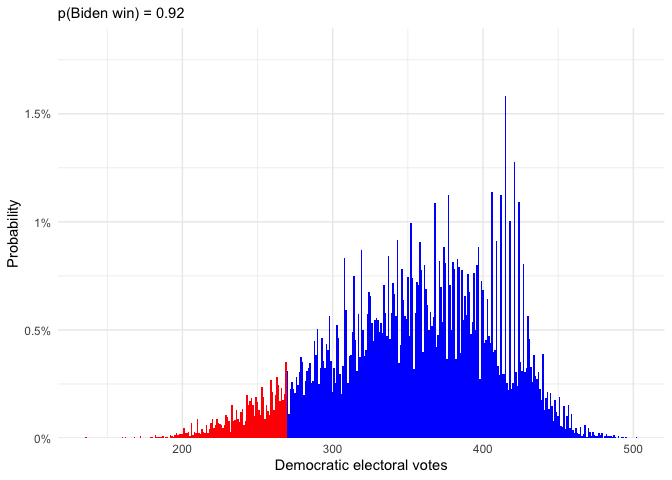 p(Biden win) = 0.92
Probability
1.5%
1%
0.5%
0%
200
300
400
500
Democratic electoral votes